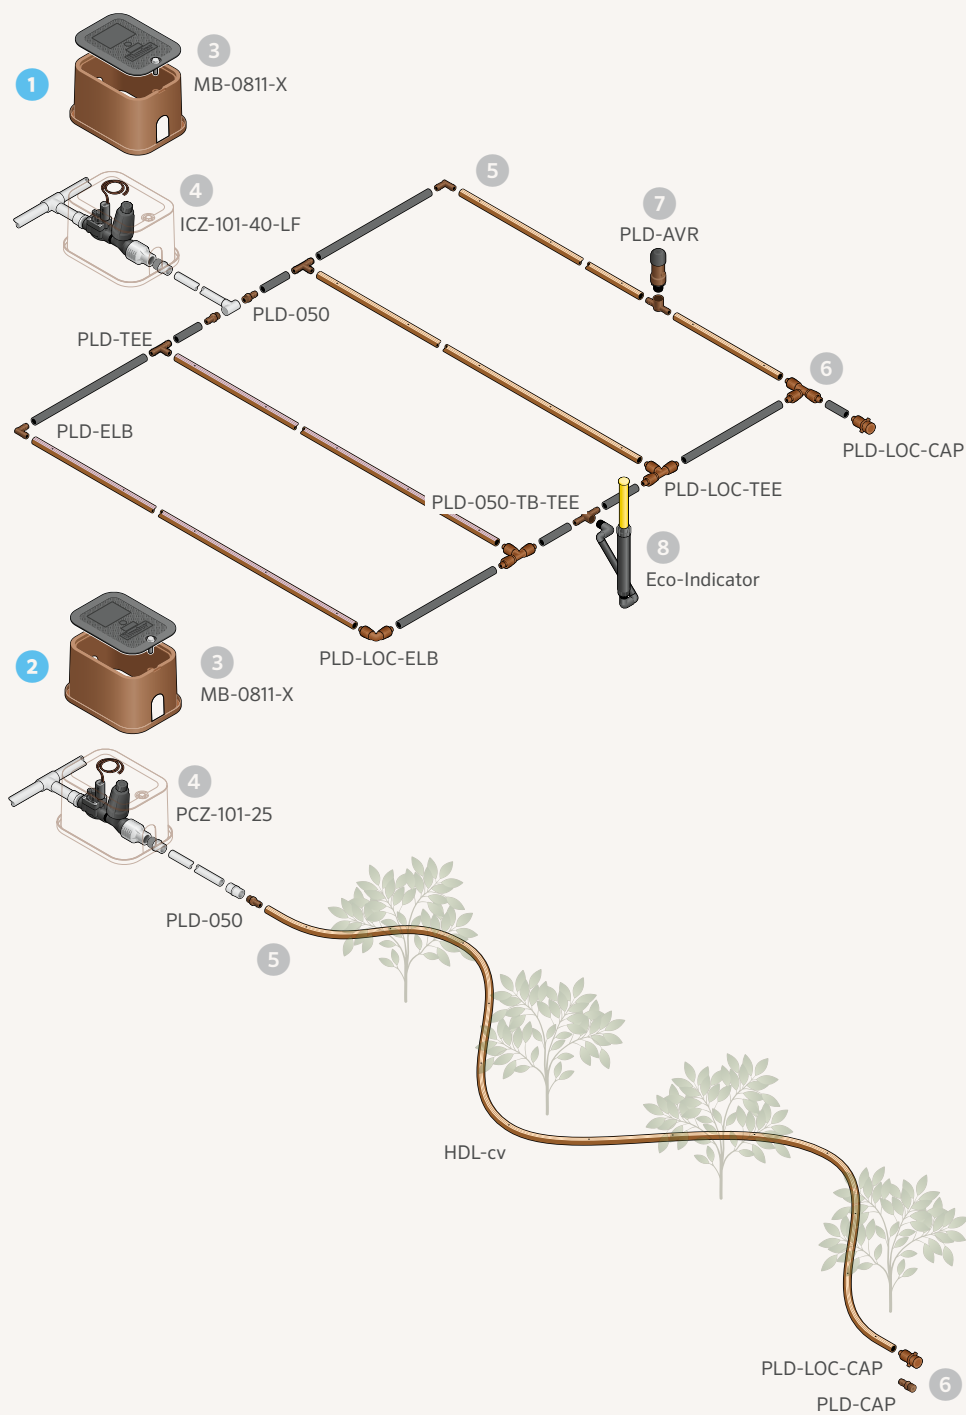 3
1
MB-0811-X
4
5
ICZ-101-40-LF
7
PLD-AVR
PLD-050
PLD-TEE
6
PLD-ELB
PLD-LOC-CAP
PLD-LOC-TEE
PLD-050-TB-TEE
8
Eco-Indicator
PLD-LOC-ELB
2
3
MB-0811-X
4
PCZ-101-25
PLD-050
5
HDL-cv
PLD-LOC-CAP
6
PLD-CAP